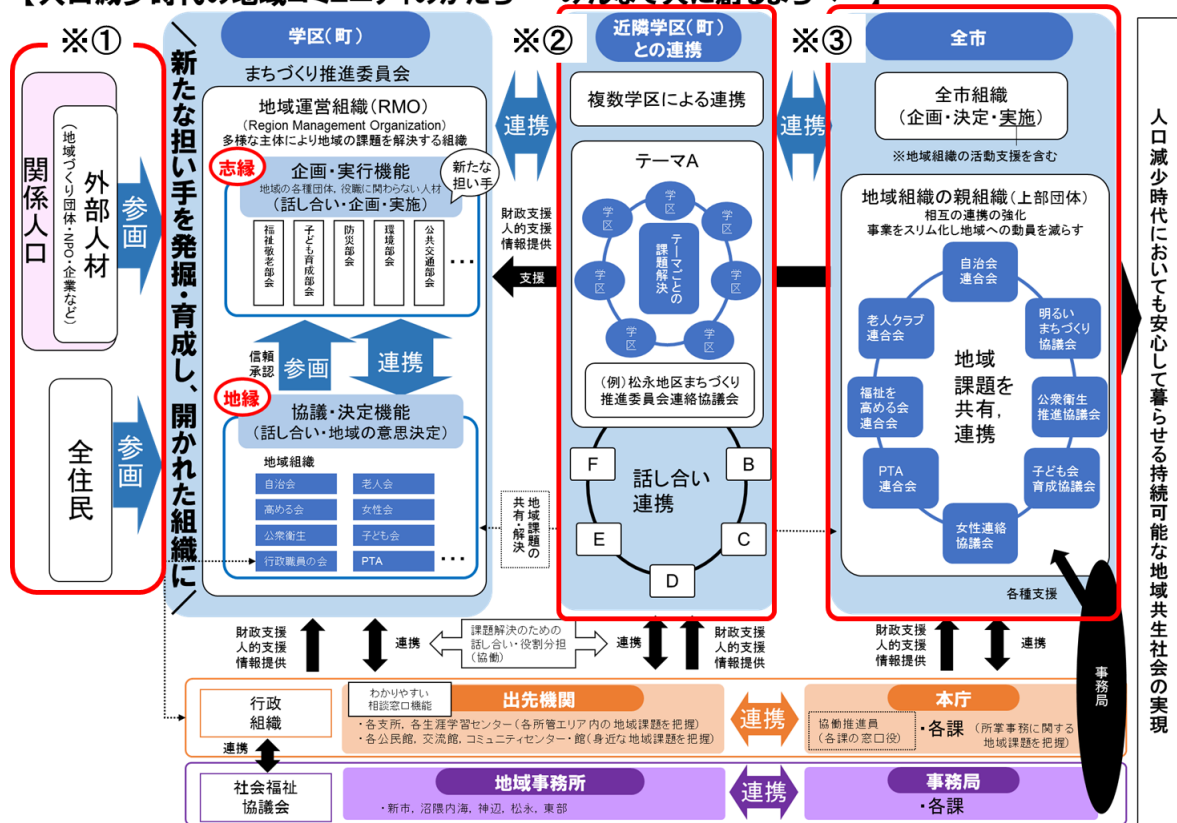 【人口減少時代の地域コミュニティのかたち
※①
関係人口
外部人材
(地域づくり団体・NPO・企業など)
参画
全住民
参画
＼新たな担い手を発掘・育成し、開かれた組織に／
学区(町)
まちづくり推進委員会
地域運営組織(RMO)
(Region Management Organization)
多様な主体により地域の課題を解決する組織
志縁
企画・実行機能
地域の各種団体，役職に関わらない人材
(話し合い・企画・実施)
新たな
担い手
福祉敬老部会
子ども育成部会
防災部会
環境部会
公共交通部会
・・・
信頼
承認
参画
連携
地縁
協議・決定機能
(話し合い・地域の意思決定)
地域組織
自治会
老人会
高める会
女性会
公衆衛生
子ども会
行政職員の会
PTA
・・・
※②
連携
財政支援
人的支援
情報提供
支援
地域課題の
共有・解決
近隣学区(町)
との連携
複数学区による連携
テーマA
学区
学区
学区
学区
学区
学区
学区
テーマごとの
課題解決
(例)松永地区まちづくり
推進委員会連絡協議会
話し合い
連携
B
C
D
E
F
※③
連携
全市
全市組織
(企画・決定・実施)
※地域組織の活動支援を含む
地域組織の親組織(上部団体)
相互の連携の強化
事業をスリム化し地域への動員を減らす
自治会
連合会
明るい
まちづくり
協議会
公衆衛生
推進協議会
子ども会
育成協議会
女性連絡
協議会
PTA
連合会
福祉を
高める会
連合会
老人クラブ
連合会
地域
課題を
共有，
連携
各種支援
事務局
人口減少時代においても安心して暮らせる持続可能な地域共生社会の実現
財政支援
人的支援
情報提供
連携
課題解決のための
話し合い・役割分担
(協働)
連携
財政支援
人的支援
情報提供
財政支援
人的支援
情報提供
連携
行政
組織
わかりやすい
相談窓口機能
出先機関
・各支所，各生涯学習センター(各所管エリア内の地域課題を把握)
・各公民館，交流館，コミュニティセンター・館(身近な地域課題を把握)
連携
本庁
協働推進員
(各課の窓口役)
・各課
(所掌事務に関する
地域課題を把握)
連携
社会福祉
協議会
地域事務所
・新市，沼隈内海，神辺，松永，東部
連携
事務局
・各課